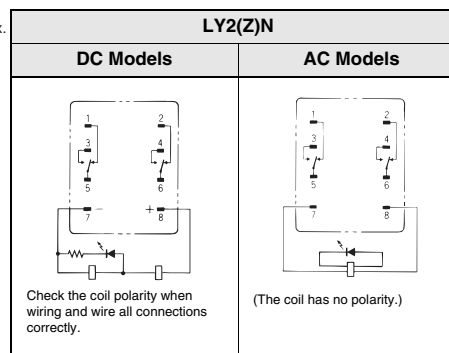 x.
LY2(Z)N
DC Models
AC Models
1 2
3 4
5 6
7 − + 8
Check the coil polarity when
wiring and wire all connections
correctly.
1 2
3 4
5 6
7 8
(The coil has no polarity.)